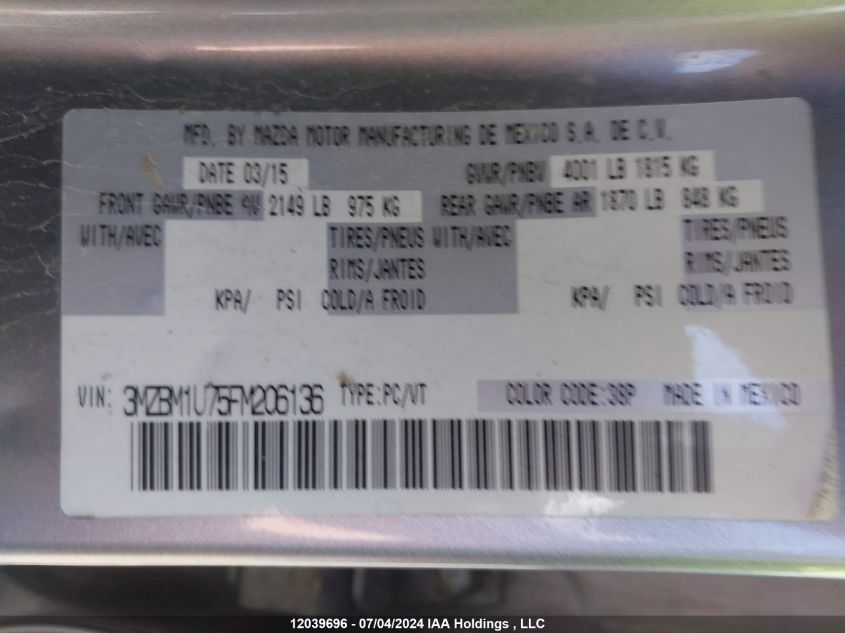 MFD. BY MAZDA MOTOR MANUFACTURING DE MEXICO S.A. DE C.V.
DATE 03/15 GVWR/PNBV 4001 LB 1815 KG
FRONT GAWR/PNBE AV 2149 LB 975 KG REAR GAWR/PNBE AR 1870 LB 848 KG
WITH/AVEC TIRES/PNEUS WITH/AVEC TIRES/PNEUS
RIMS/JANTES RIMS/JANTES
KPA/ PSI COLD/A FROID KPA/ PSI COLD/A FROID
VIN: 3MZBM1U75FM206136 TYPE:PC/VT COLOR CODE:38P MADE IN MEXICO
12039696 - 07/04/2024 IAA Holdings , LLC